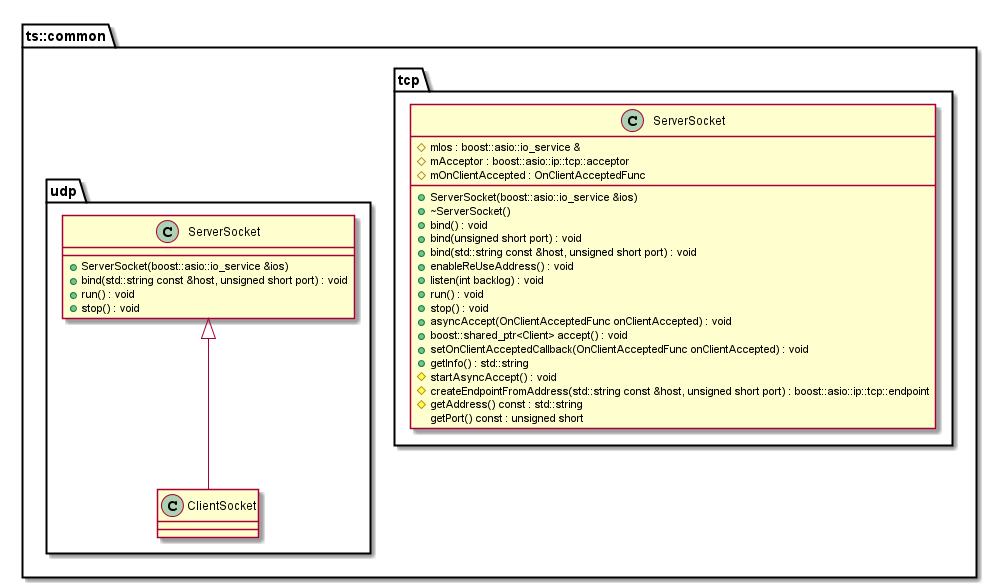 ts::common
tcp
C ServerSocket
mIos : boost::asio::io_service &
mAcceptor : boost::asio::ip::tcp::acceptor
mOnClientAccepted : OnClientAcceptedFunc
ServerSocket(boost::asio::io_service &ios)
~ServerSocket()
bind() : void
bind(unsigned short port) : void
bind(std::string const &host, unsigned short port) : void
enableReUseAddress() : void
listen(int backlog) : void
run() : void
stop() : void
asyncAccept(OnClientAcceptedFunc onClientAccepted) : void
boost::shared_ptr<Client> accept() : void
setOnClientAcceptedCallback(OnClientAcceptedFunc onClientAccepted) : void
getInfo() : std::string
startAsyncAccept() : void
createEndpointFromAddress(std::string const &host, unsigned short port) : boost::asio::ip::tcp::endpoint
getAddress() const : std::string
getPort() const : unsigned short
udp
C ServerSocket
ServerSocket(boost::asio::io_service &ios)
bind(std::string const &host, unsigned short port) : void
run() : void
stop() : void
C ClientSocket